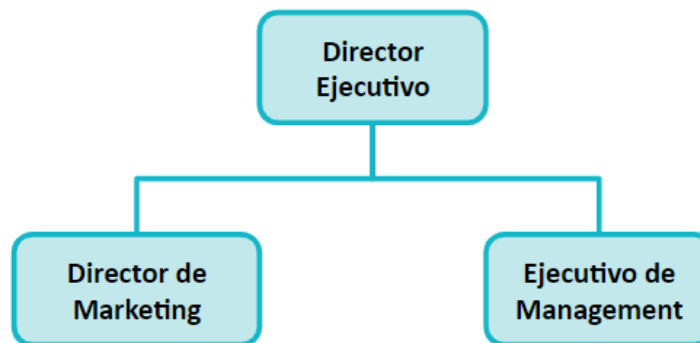 Director
Ejecutivo
Director de
Marketing
Ejecutivo de
Management